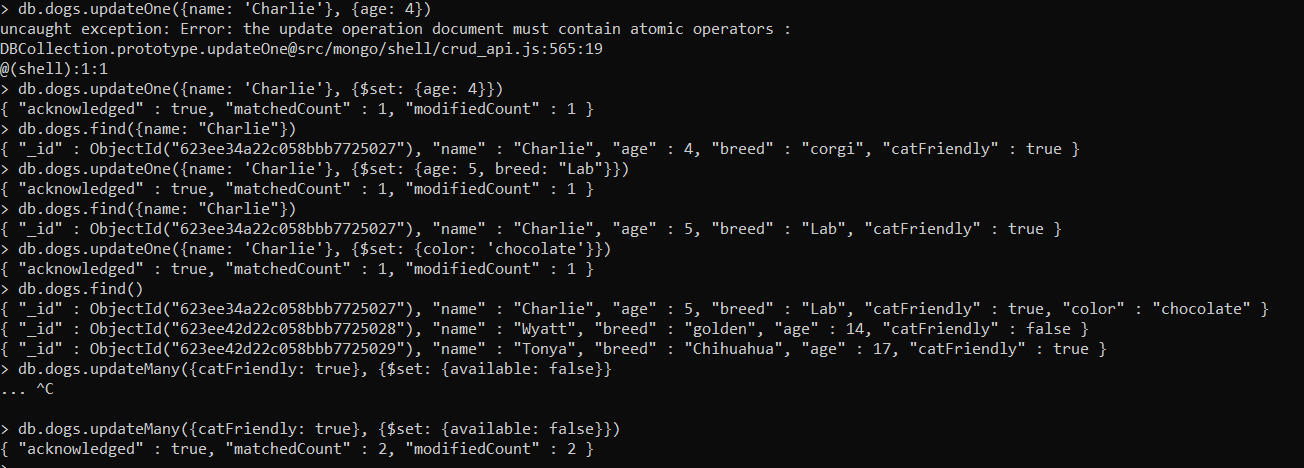 > db.dogs.updateOne({name: 'Charlie'}, {age: 4})
uncaught exception: Error: the update operation document must contain atomic operators :
DBCollection.prototype.updateOne@src/mongo/shell/crud_api.js:565:19
@(shell):1:1
> db.dogs.updateOne({name: 'Charlie'}, {$set: {age: 4}})
{ "acknowledged" : true, "matchedCount" : 1, "modifiedCount" : 1 }
> db.dogs.find({name: "Charlie"})
{ "_id" : ObjectId("623ee34a22c058bbb7725027"), "name" : "Charlie", "age" : 4, "breed" : "corgi", "catFriendly" : true }
> db.dogs.updateOne({name: 'Charlie'}, {$set: {age: 5, breed: "Lab"}})
{ "acknowledged" : true, "matchedCount" : 1, "modifiedCount" : 1 }
> db.dogs.find({name: "Charlie"})
{ "_id" : ObjectId("623ee34a22c058bbb7725027"), "name" : "Charlie", "age" : 5, "breed" : "Lab", "catFriendly" : true }
> db.dogs.updateOne({name: 'Charlie'}, {$set: {color: 'chocolate'}})
{ "acknowledged" : true, "matchedCount" : 1, "modifiedCount" : 1 }
> db.dogs.find()
{ "_id" : ObjectId("623ee34a22c058bbb7725027"), "name" : "Charlie", "age" : 5, "breed" : "Lab", "catFriendly" : true, "color" : "chocolate" }
{ "_id" : ObjectId("623ee42d22c058bbb7725028"), "name" : "Wyatt", "breed" : "golden", "age" : 14, "catFriendly" : false }
{ "_id" : ObjectId("623ee42d22c058bbb7725029"), "name" : "Tonya", "breed" : "Chihuahua", "age" : 17, "catFriendly" : true }
> db.dogs.updateMany({catFriendly: true}, {$set: {available: false}}
... ^C
> db.dogs.updateMany({catFriendly: true}, {$set: {available: false}})
{ "acknowledged" : true, "matchedCount" : 2, "modifiedCount" : 2 }
>